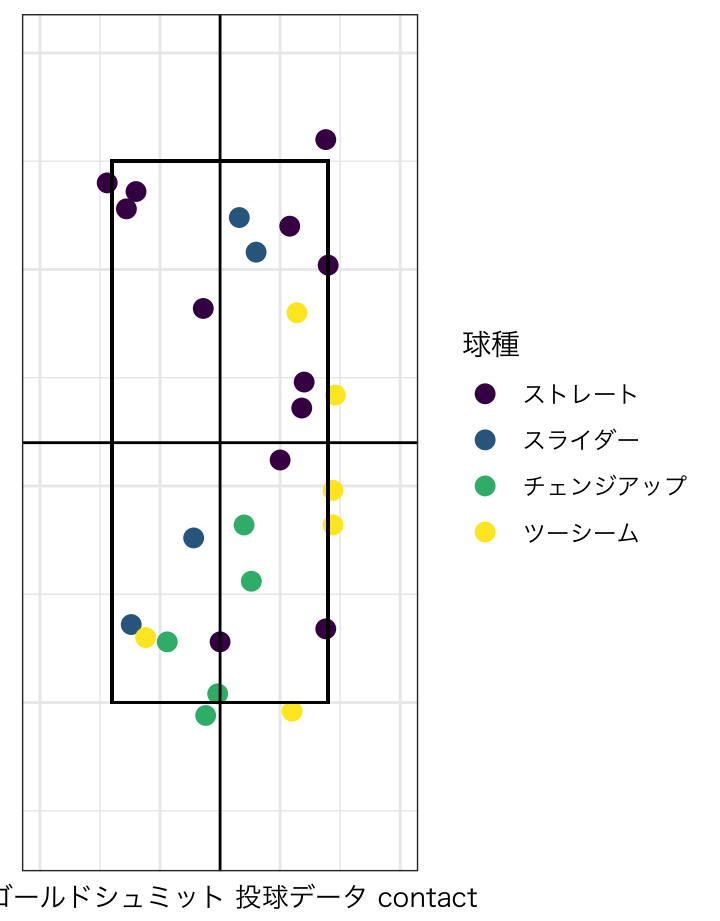 球種
ストレート
スライダー
チェンジアップ
ツーシーム
ゴールドシュミット 投球データ contact